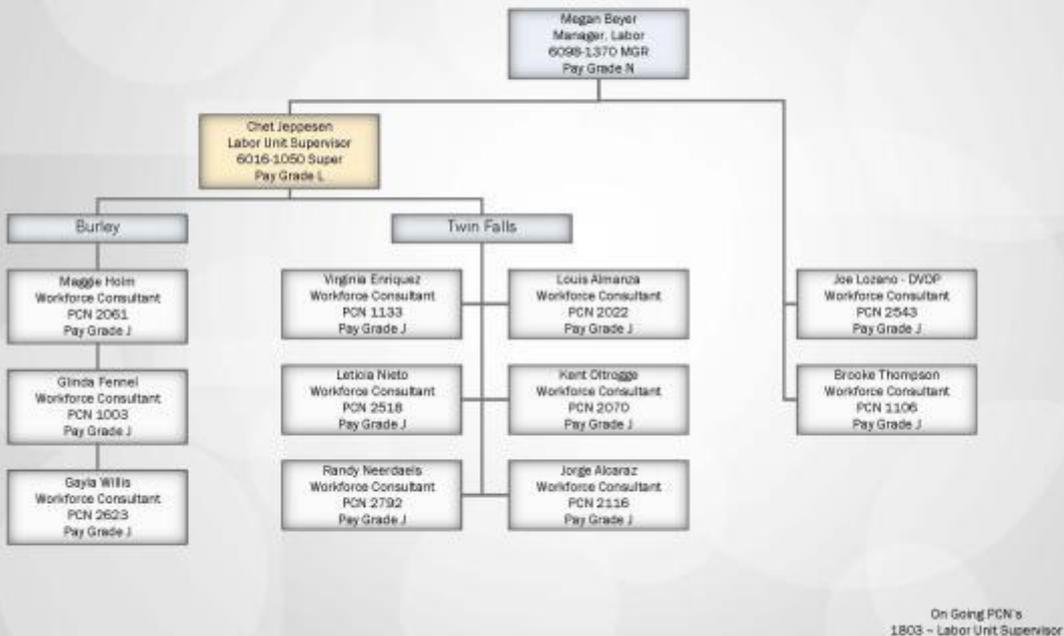 Megan Beyer
Manager, Labor
6098-1370 MGR
Pay Grade N
Chet Jeppesen
Labor Unit Supervisor
6016-1050 Super
Pay Grade L
Burley
Twin Falls
Maggie Holm
Workforce Consultant
PCN 2061
Pay Grade J
Glinda Fennel
Workforce Consultant
PCN 1003
Pay Grade J
Gayla Willis
Workforce Consultant
PCN 2623
Pay Grade J
Virginia Enriquez
Workforce Consultant
PCN 1133
Pay Grade J
Louis Almanza
Workforce Consultant
PCN 2022
Pay Grade J
Leticia Nieto
Workforce Consultant
PCN 2518
Pay Grade J
Kent Oltrogge
Workforce Consultant
PCN 2070
Pay Grade J
Randy Neerdaels
Workforce Consultant
PCN 2792
Pay Grade J
Jorge Alcaraz
Workforce Consultant
PCN 2116
Pay Grade J
Joe Lozano - DVOP
Workforce Consultant
PCN 2543
Pay Grade J
Brooke Thompson
Workforce Consultant
PCN 1106
Pay Grade J
On Going PCN's
1803 – Labor Unit Supervisor